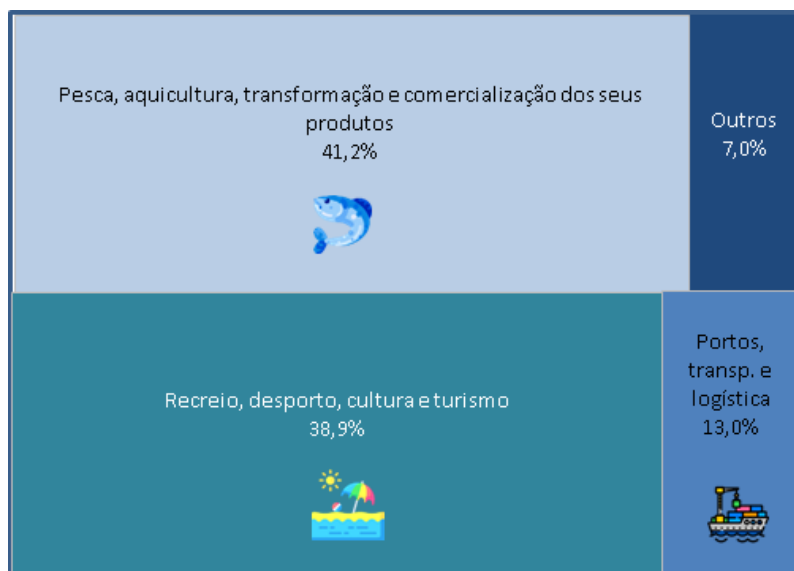 Pesca, aquicultura, transformação e comercialização dos seus
produtos
41,2%
Outros
7,0%
Recreio, desporto, cultura e turismo
38,9%
Portos,
transp. e
logística
13,0%